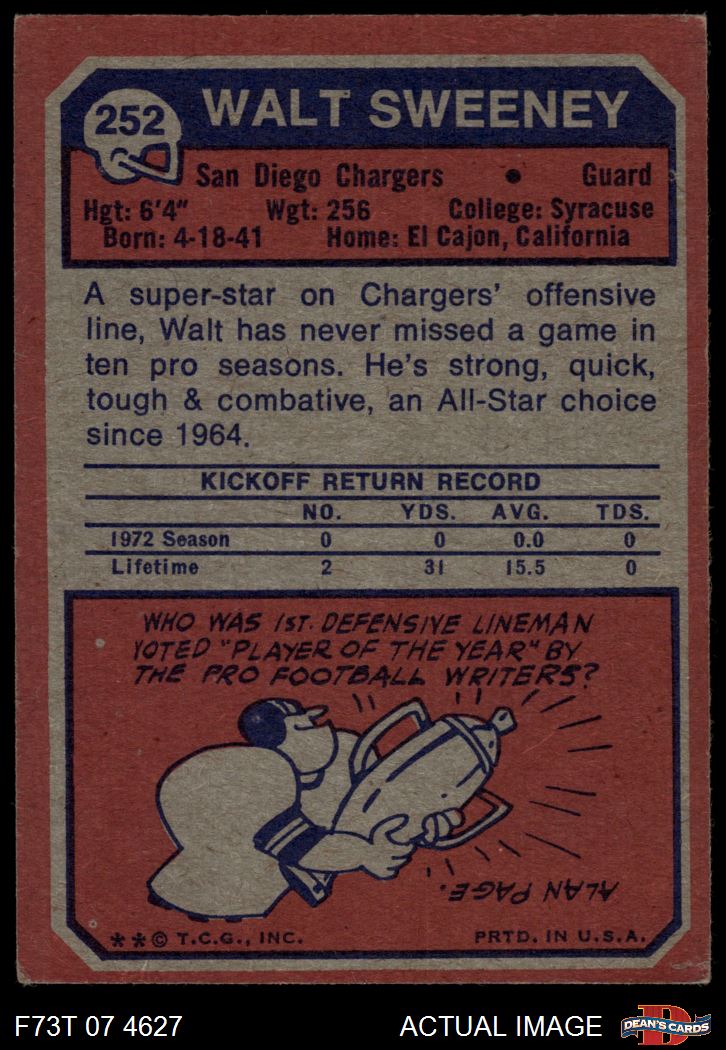 252
WALT SWEENEY
San Diego Chargers • Guard
Hgt: 6'4" Wgt: 256 College: Syracuse
Born: 4-18-41 Home: El Cajon, California
A super-star on Chargers' offensive
line, Walt has never missed a game in
ten pro seasons. He's strong, quick,
tough & combative, an All-Star choice
since 1964.
KICKOFF RETURN RECORD
NO. YDS. AVG. TDS.
1972 Season 0 0 0.0 0
Lifetime 2 31 15.5 0
WHO WAS 1ST. DEFENSIVE LINEMAN
VOTED "PLAYER OF THE YEAR" BY
THE PRO FOOTBALL WRITERS?
ALAN PAGE.
**© T.C.G., INC. PRTD. IN U.S.A.
F73T 07 4627 ACTUAL IMAGE
D
DEAN'S CARDS